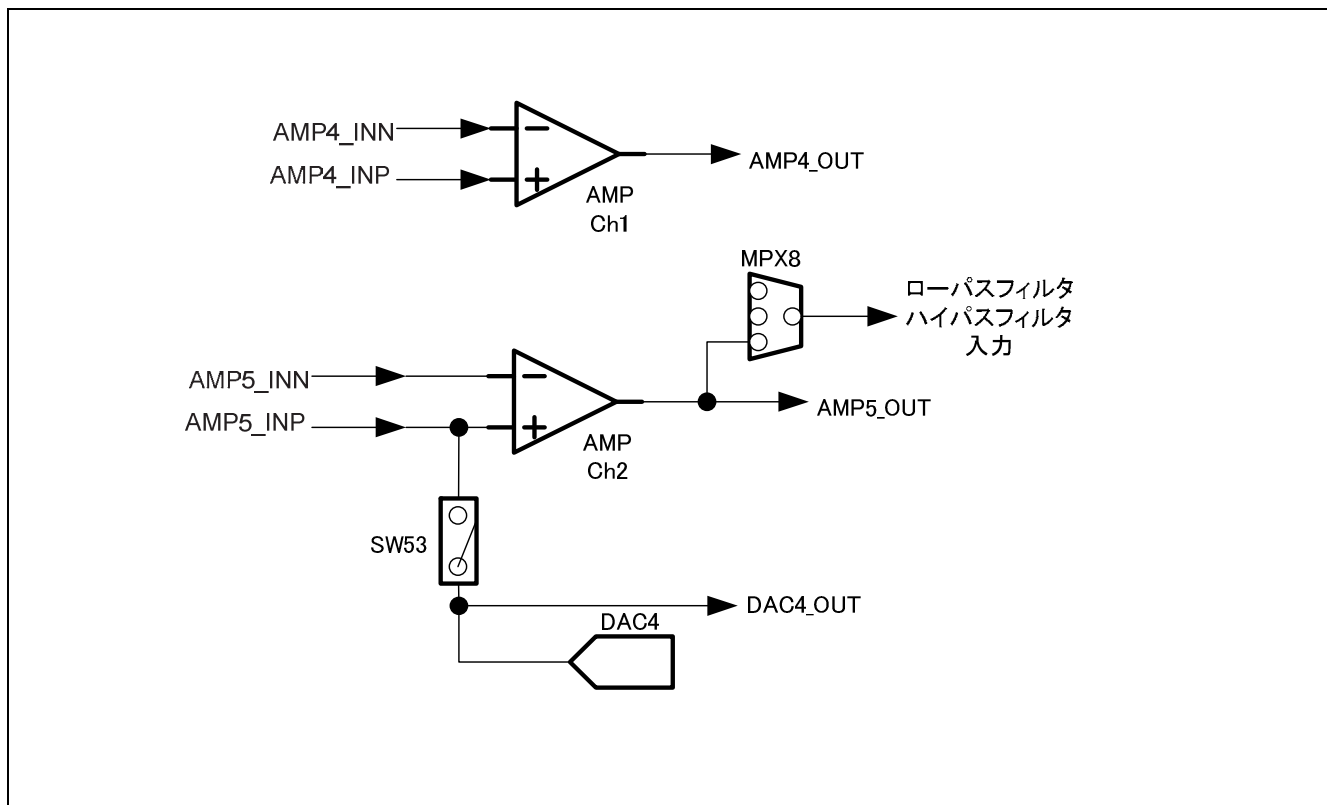 AMP4_INN
AMP4_INP
AMP4_OUT
AMP
Ch1
MPX8
ローパスフィルタ
ハイパスフィルタ
入力
AMP5_INN
AMP5_INP
AMP5_OUT
AMP
Ch2
SW53
DAC4_OUT
DAC4